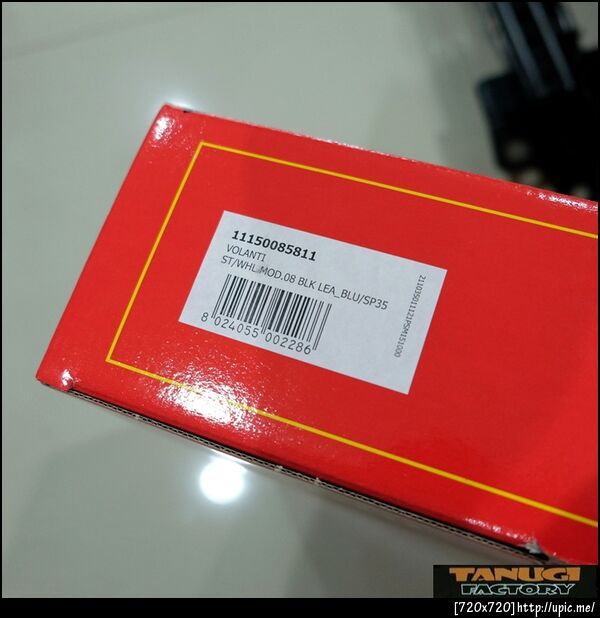 11150085811
VOLANTI
ST/WHL.MOD.08 BLK LEA_BLU/SP35
8 024055 002286
TANUGI
FACTORY
[720x720]http://upic.me/